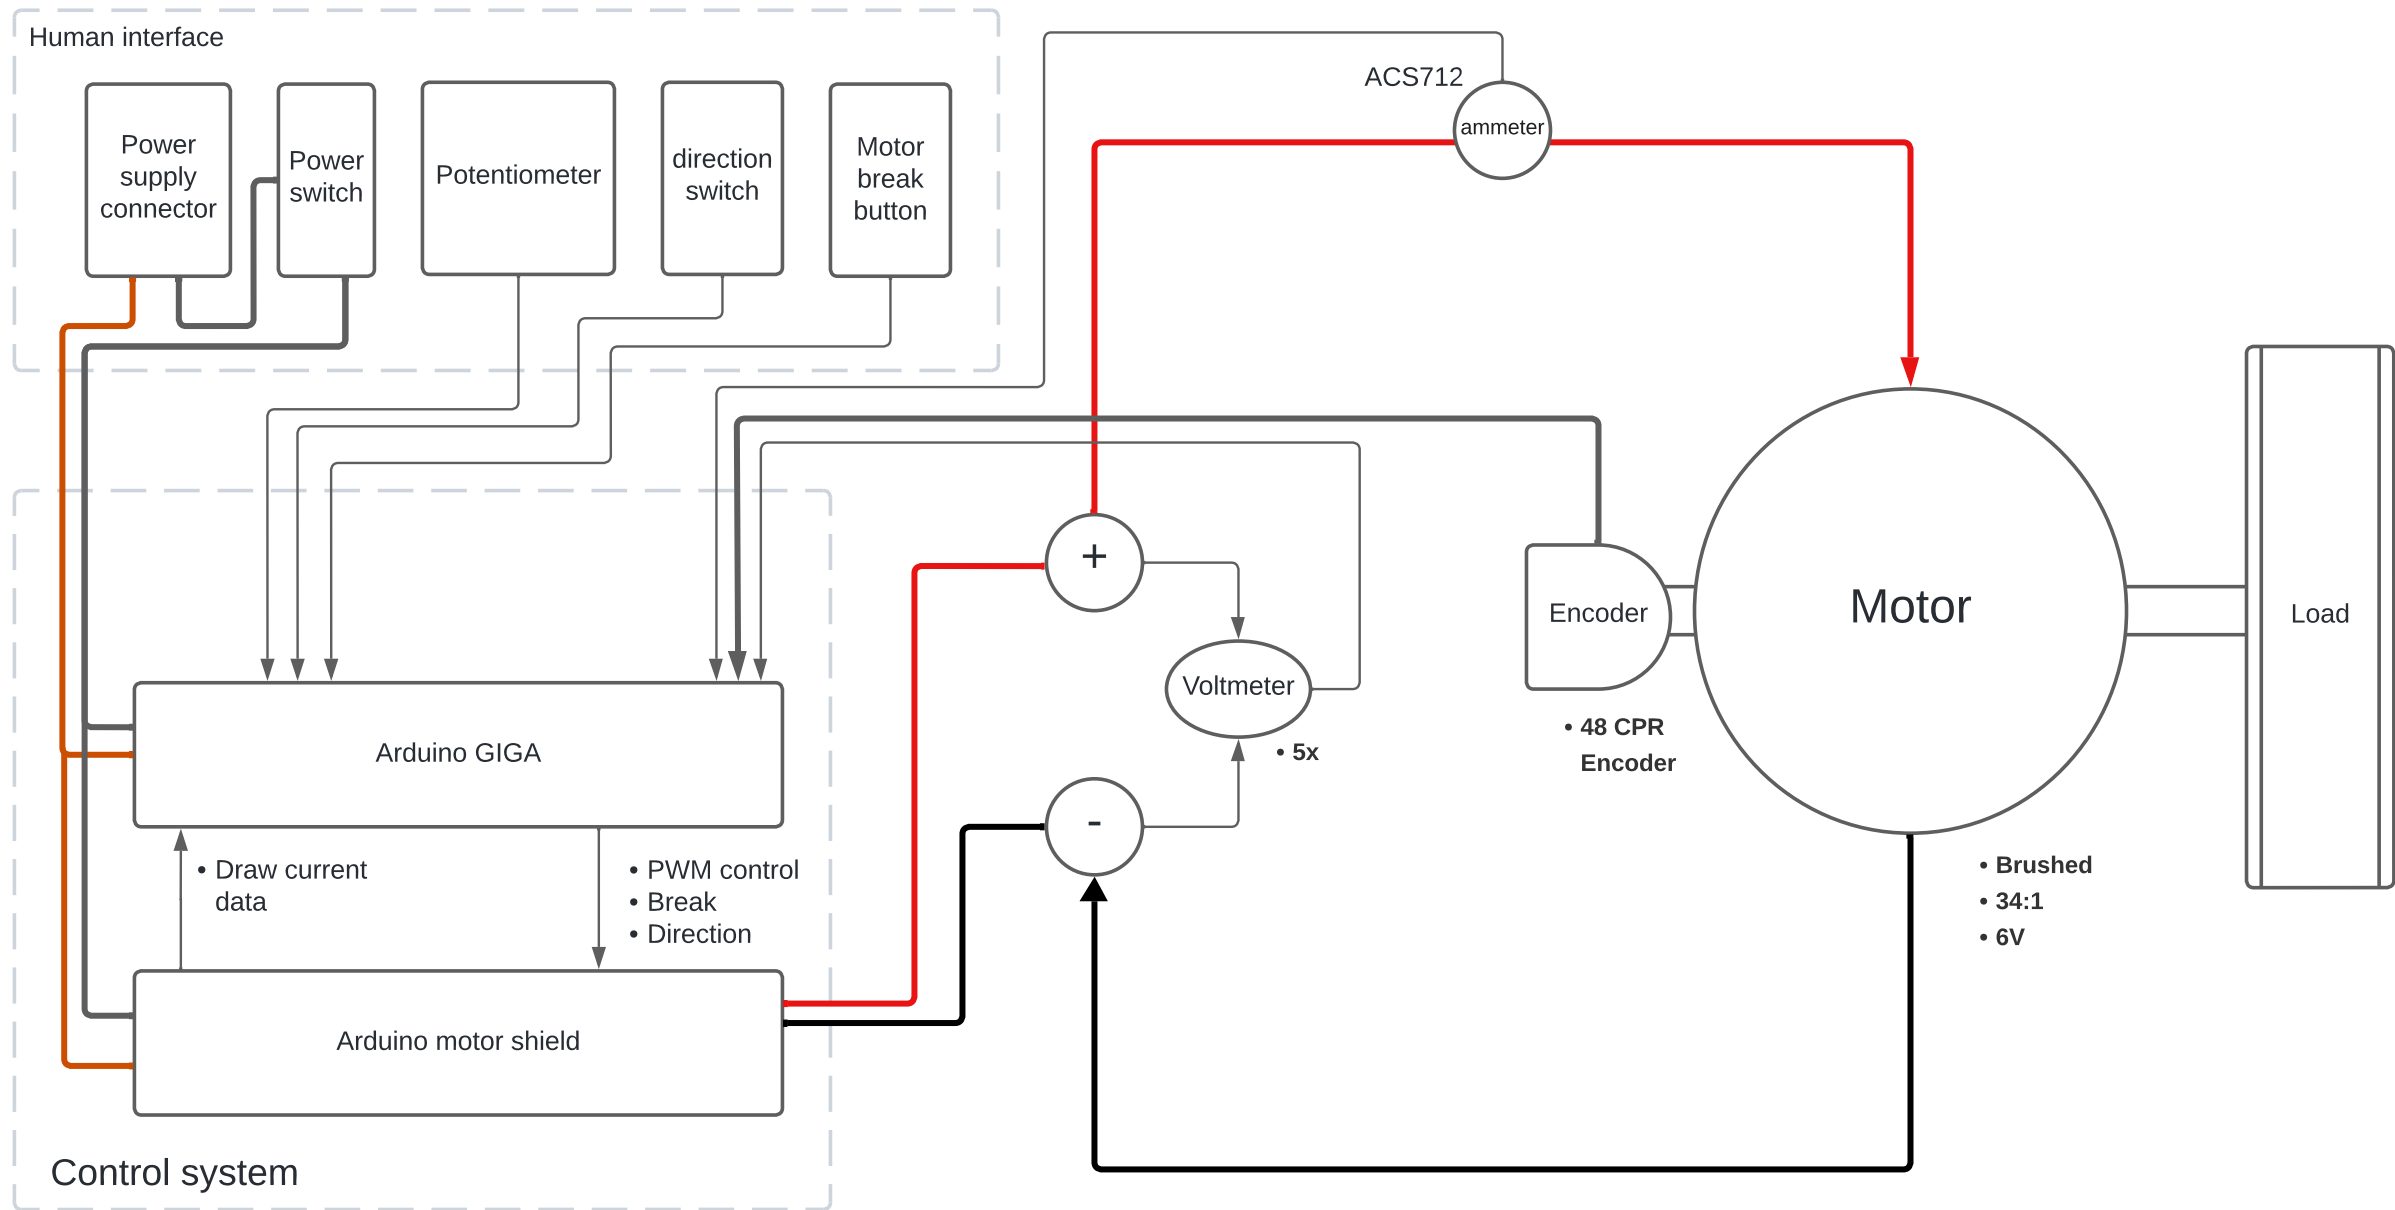 Human interface
Power
supply
connector
Power
switch
Potentiometer
direction
switch
Motor
break
button
ACS712
ammeter
+
Voltmeter
• 5x
-
Encoder
• 48 CPR
Encoder
Motor
• Brushed
• 34:1
• 6V
Load
Arduino GIGA
• Draw current
data
• PWM control
• Break
• Direction
Arduino motor shield
Control system